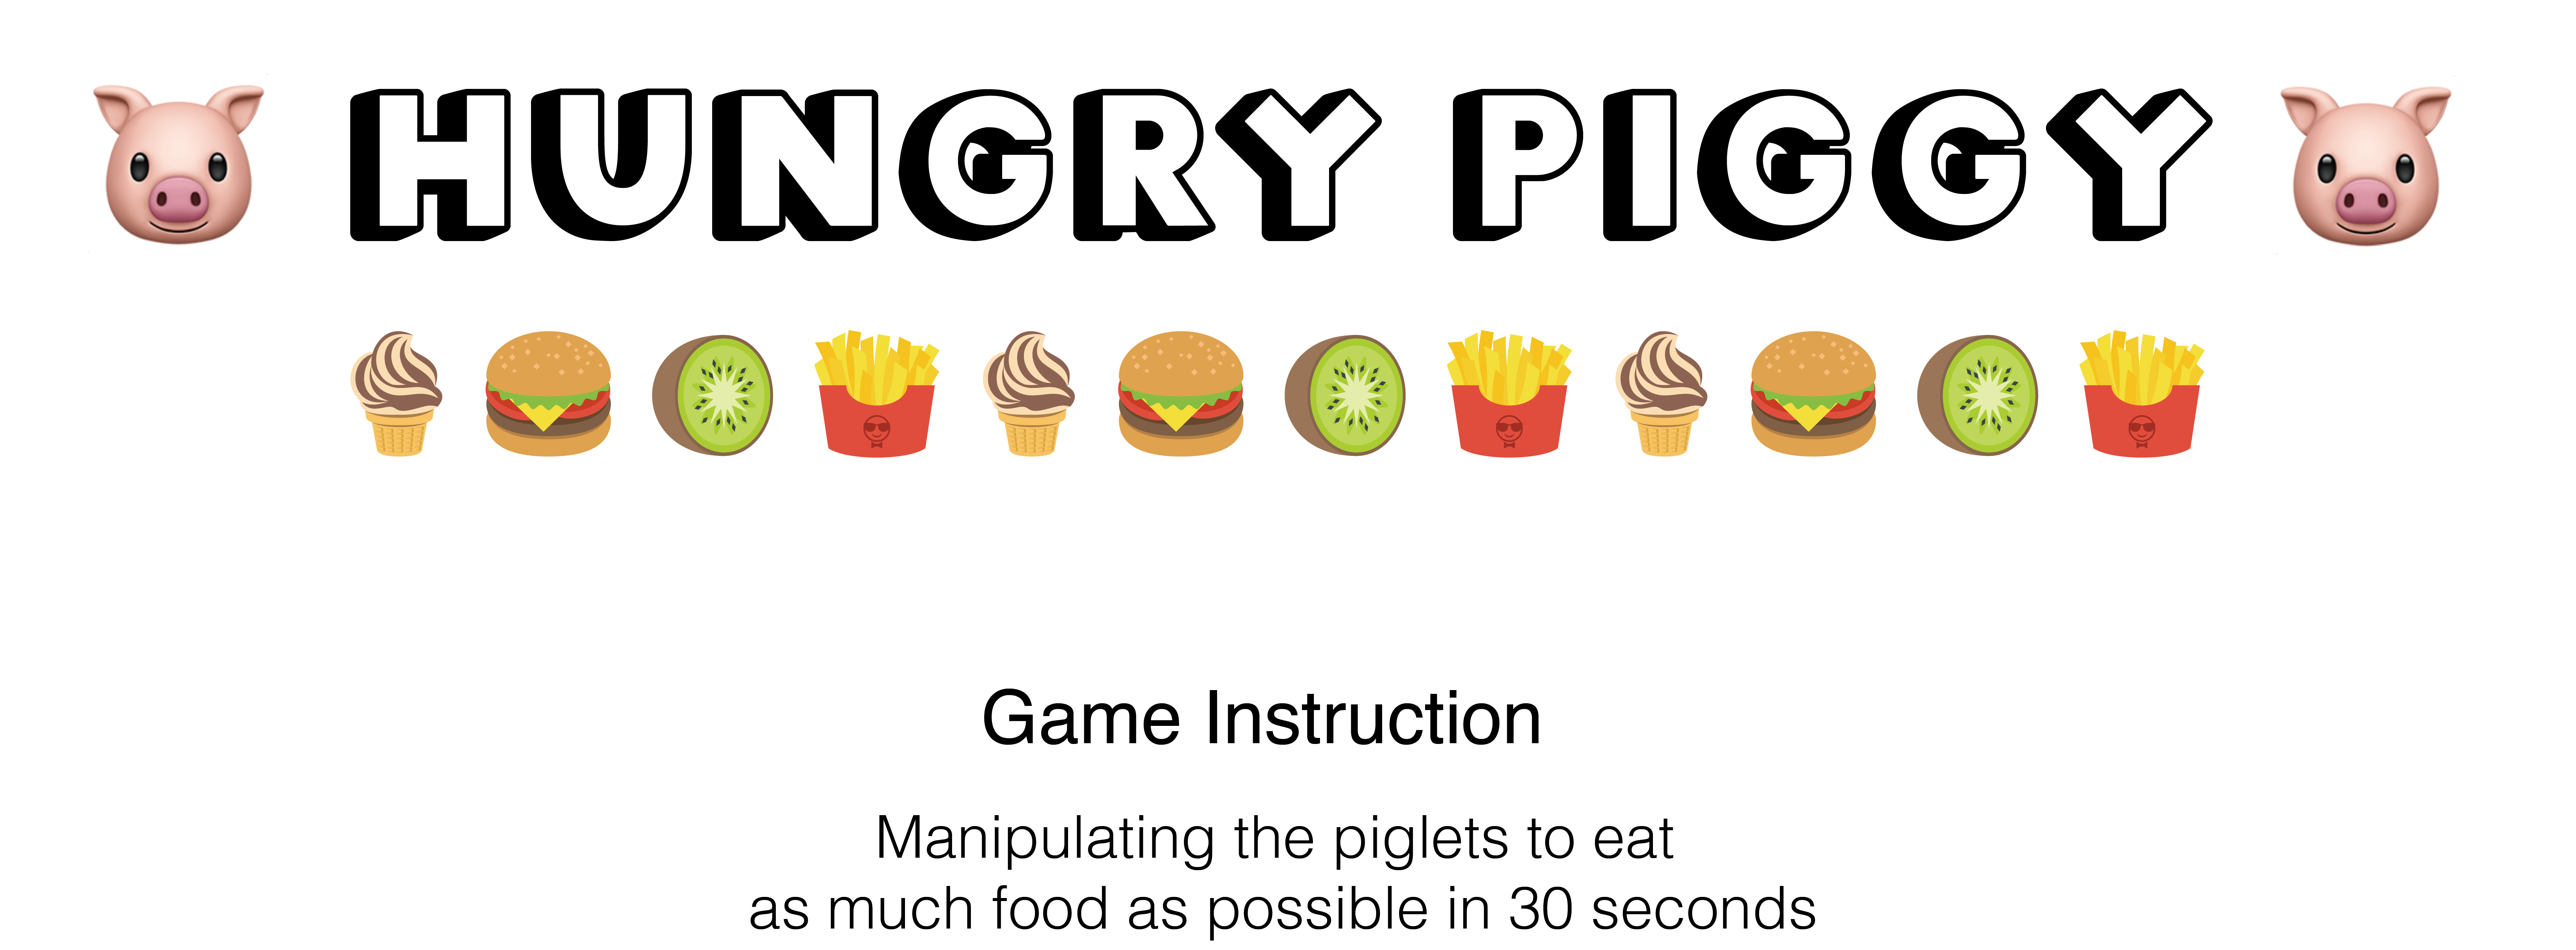 HUNGRY PIGGY
Game Instruction
Manipulating the piglets to eat
as much food as possible in 30 seconds